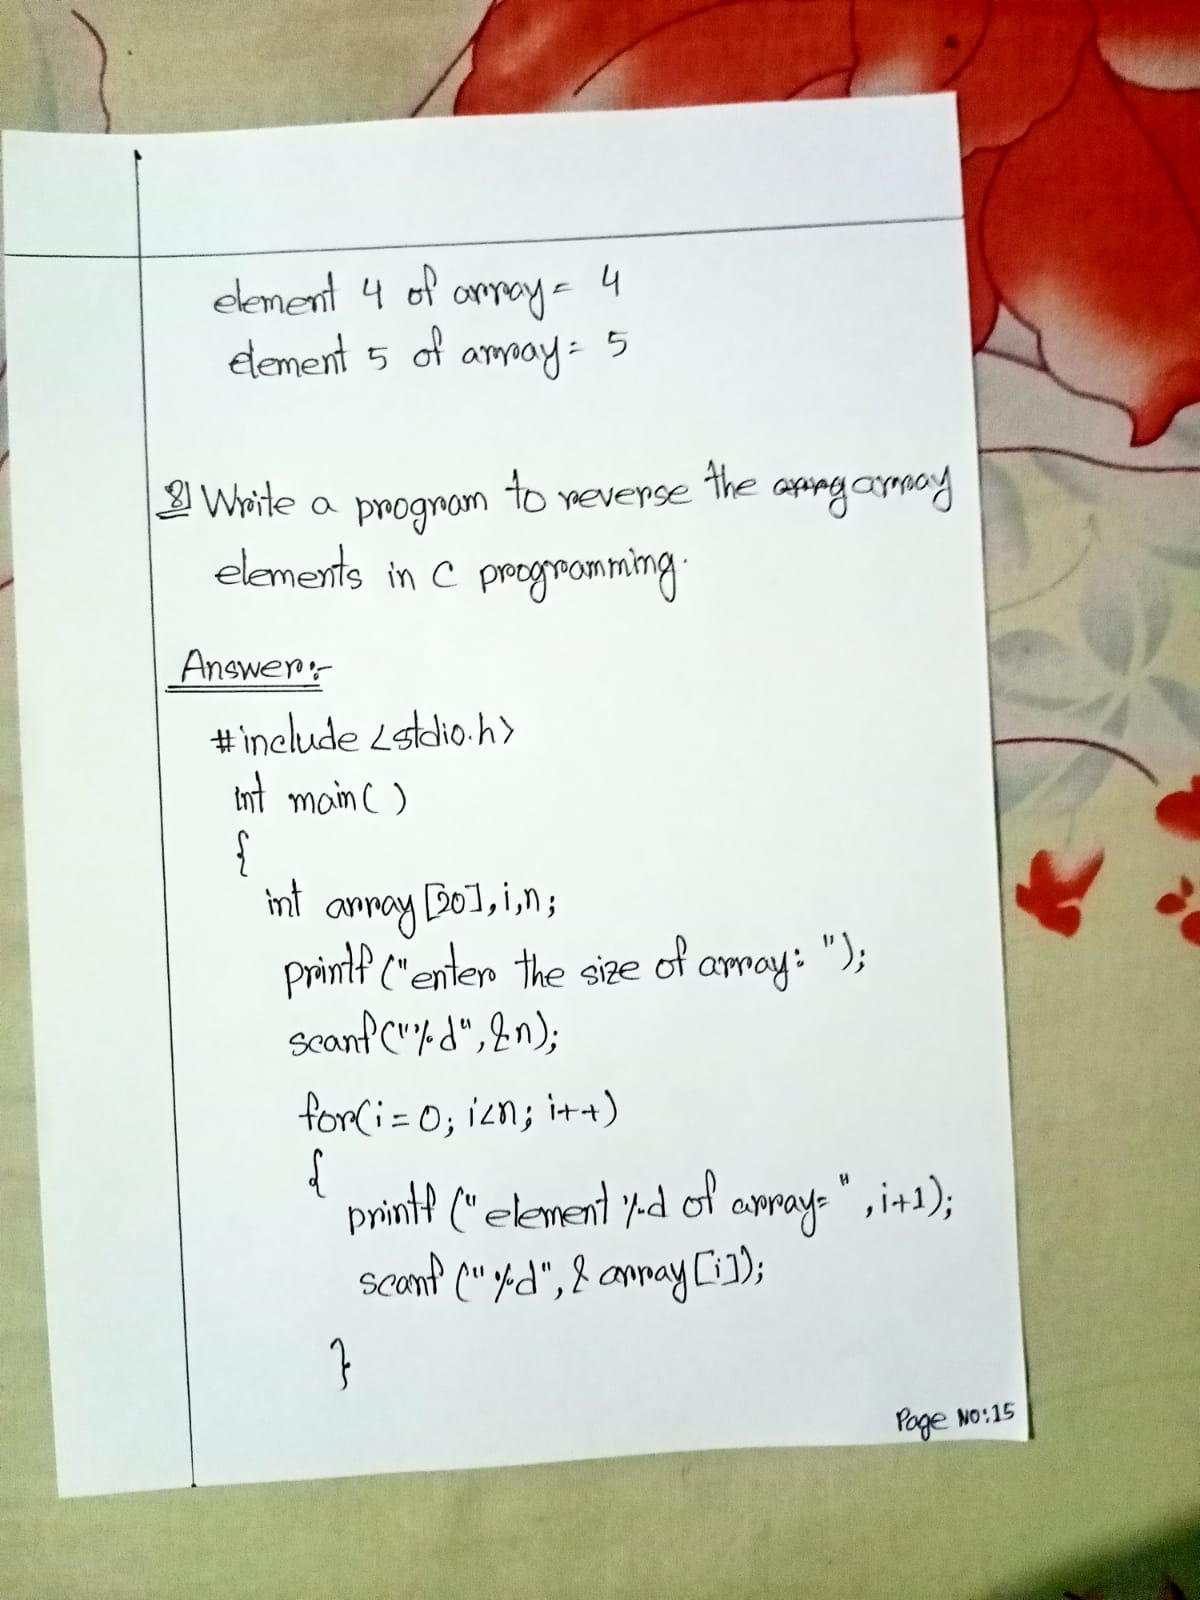 element 4 of array = 4
element 5 of array = 5
8) Write a program to reverse the array
elements in C programming.
Answer:-
#include <stdio.h>
int main( )
{
int array [20], i,n;
printf ("enter the size of array: ");
scanf("%d", &n);
for(i = 0; i<n; i++)
{
printf (" element %d of array= ", i+1);
scanf (" %d", & array [i]);
}
Page No:15